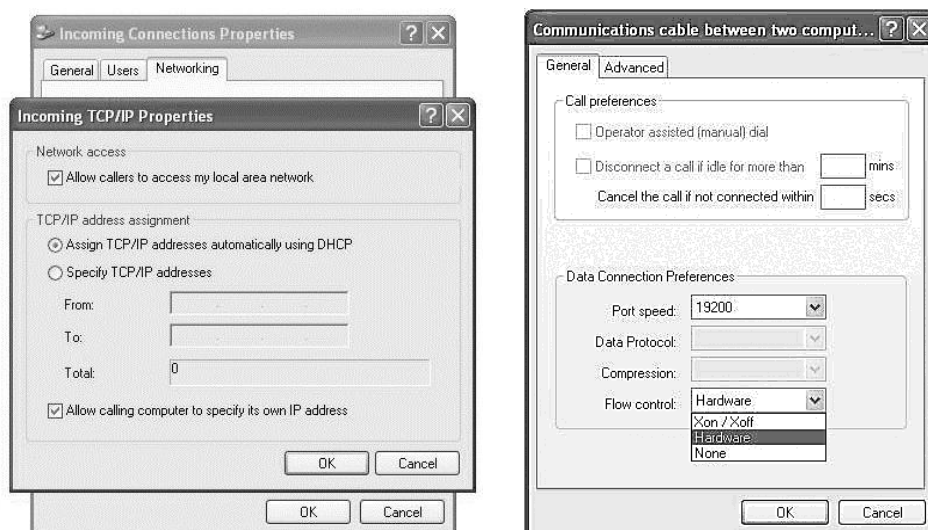 Incoming Connections Properties
General Users Networking
Incoming TCP/IP Properties
Network access
Allow callers to access my local area network
TCP/IP address assignment
Assign TCP/IP addresses automatically using DHCP
Specify TCP/IP addresses
From:
To:
Total: 0
Allow calling computer to specify its own IP address
OK Cancel
OK Cancel
Communications cable between two comput...
General Advanced
Call preferences
Operator assisted (manual) dial
Disconnect a call if idle for more than mins
Cancel the call if not connected within secs
Data Connection Preferences
Port speed: 19200
Data Protocol:
Compression:
Flow control: Hardware
Xon / Xoff
Hardware
None
OK Cancel